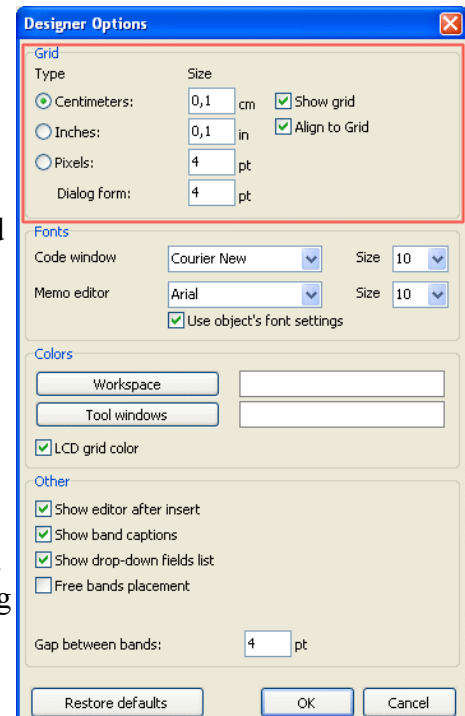 Designer Options
Grid
Type Size
Centimeters: 0,1 cm Show grid
Inches: 0,1 in Align to Grid
Pixels: 4 pt
Dialog form: 4 pt
Fonts
Code window Courier New Size 10
Memo editor Arial Size 10
Use object's font settings
Colors
Workspace
Tool windows
LCD grid color
Other
Show editor after insert
Show band captions
Show drop-down fields list
Free bands placement
Gap between bands: 4 pt
Restore defaults OK Cancel